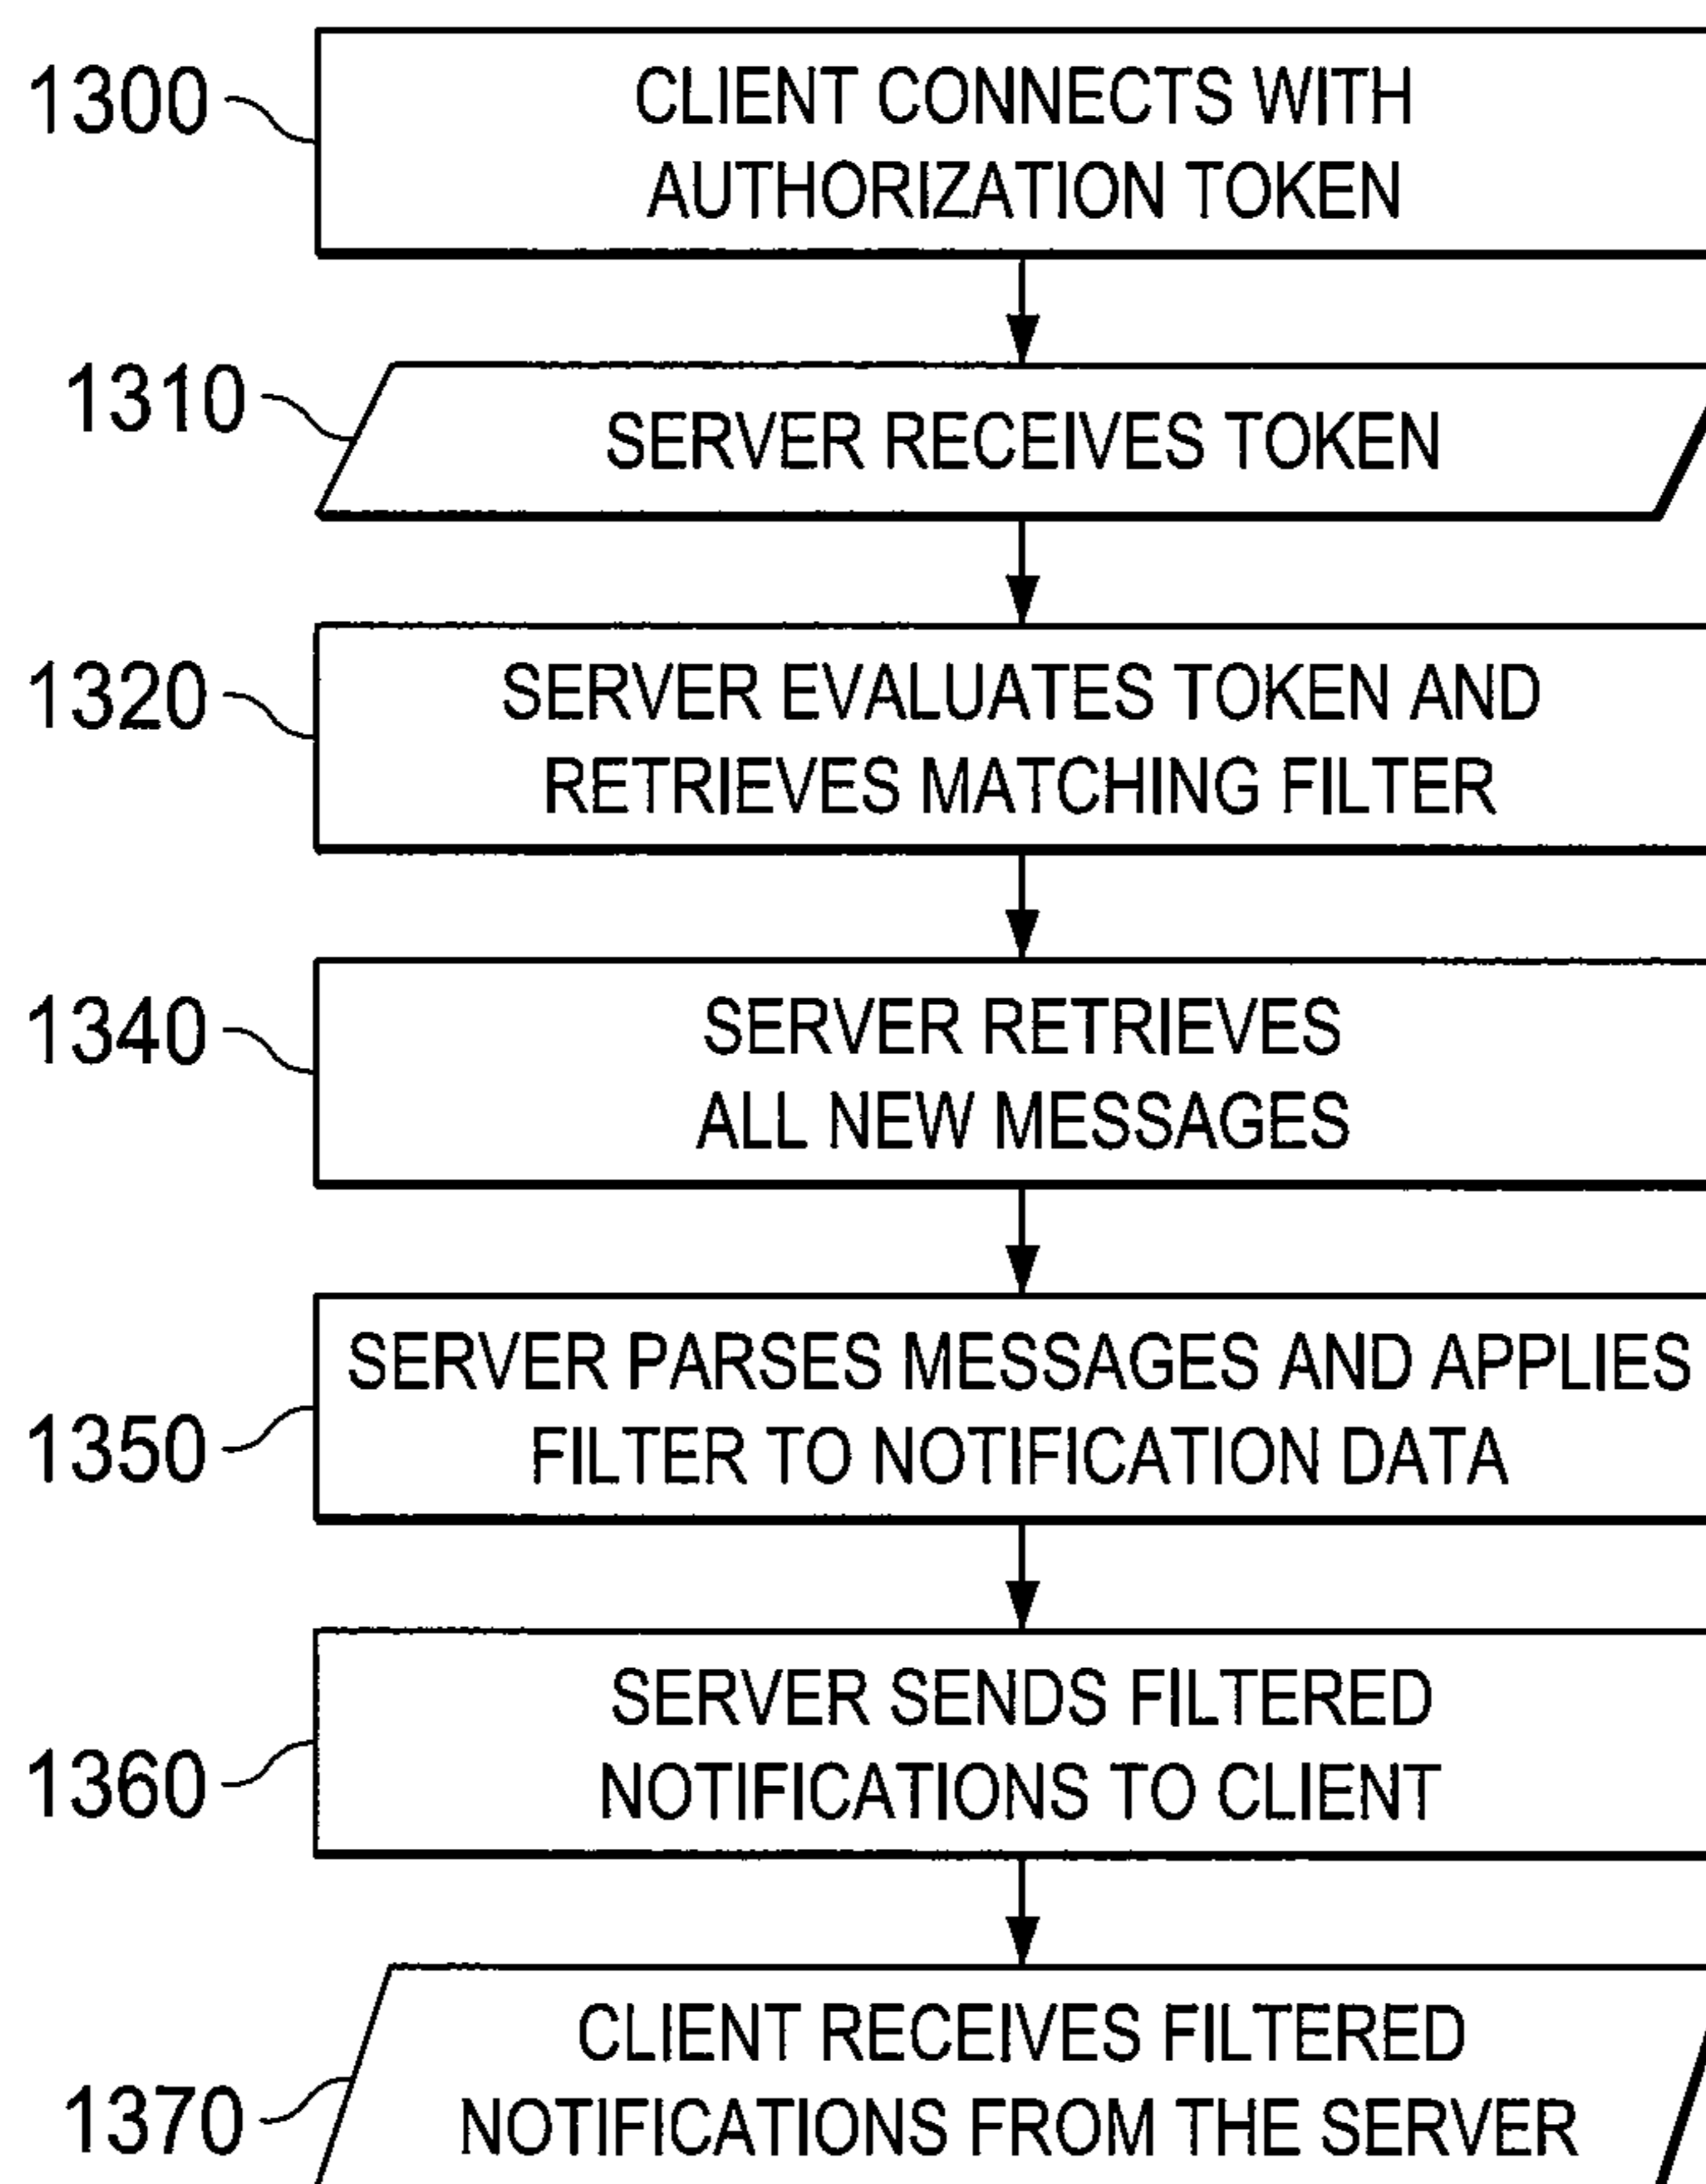 1300
CLIENT CONNECTS WITH
AUTHORIZATION TOKEN
1310
SERVER RECEIVES TOKEN
1320
SERVER EVALUATES TOKEN AND
RETRIEVES MATCHING FILTER
1340
SERVER RETRIEVES
ALL NEW MESSAGES
1350
SERVER PARSES MESSAGES AND APPLIES
FILTER TO NOTIFICATION DATA
1360
SERVER SENDS FILTERED
NOTIFICATIONS TO CLIENT
1370
CLIENT RECEIVES FILTERED
NOTIFICATIONS FROM THE SERVER